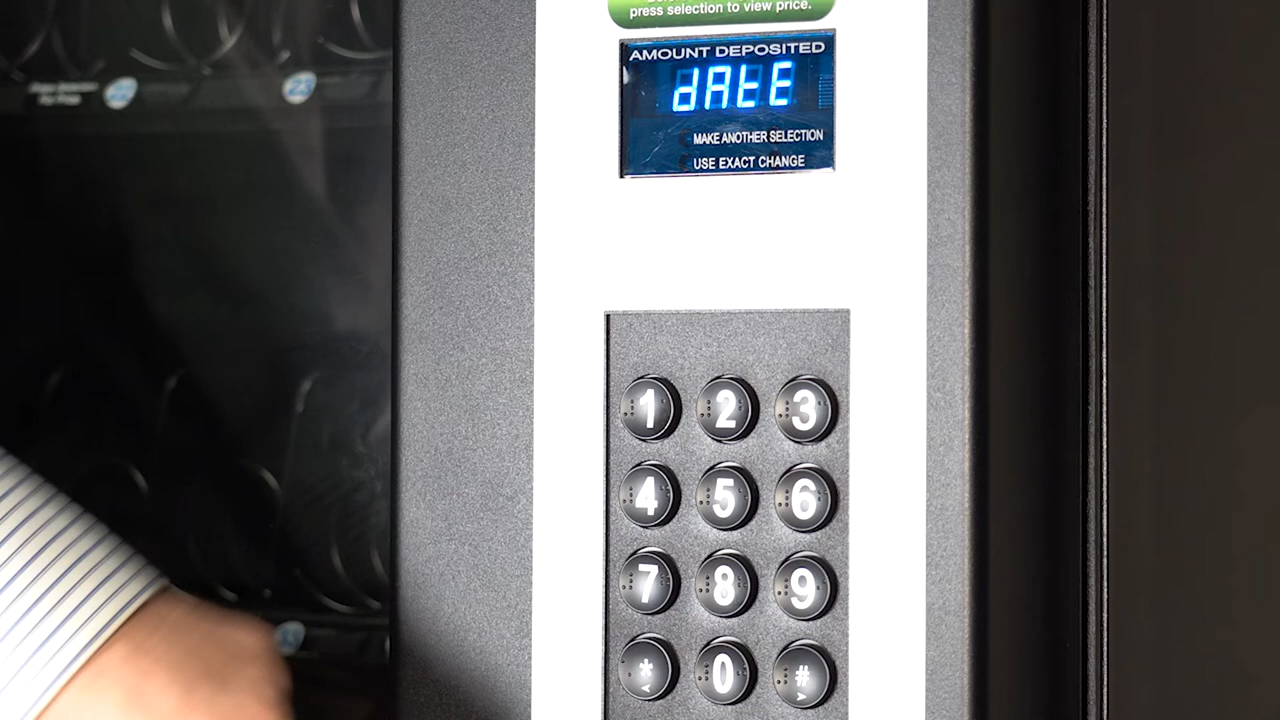 press selection to view price.
AMOUNT DEPOSITED
dAtE
MAKE ANOTHER SELECTION
USE EXACT CHANGE
23
1 2 3
4 5 6
7 8 9
* 0 #